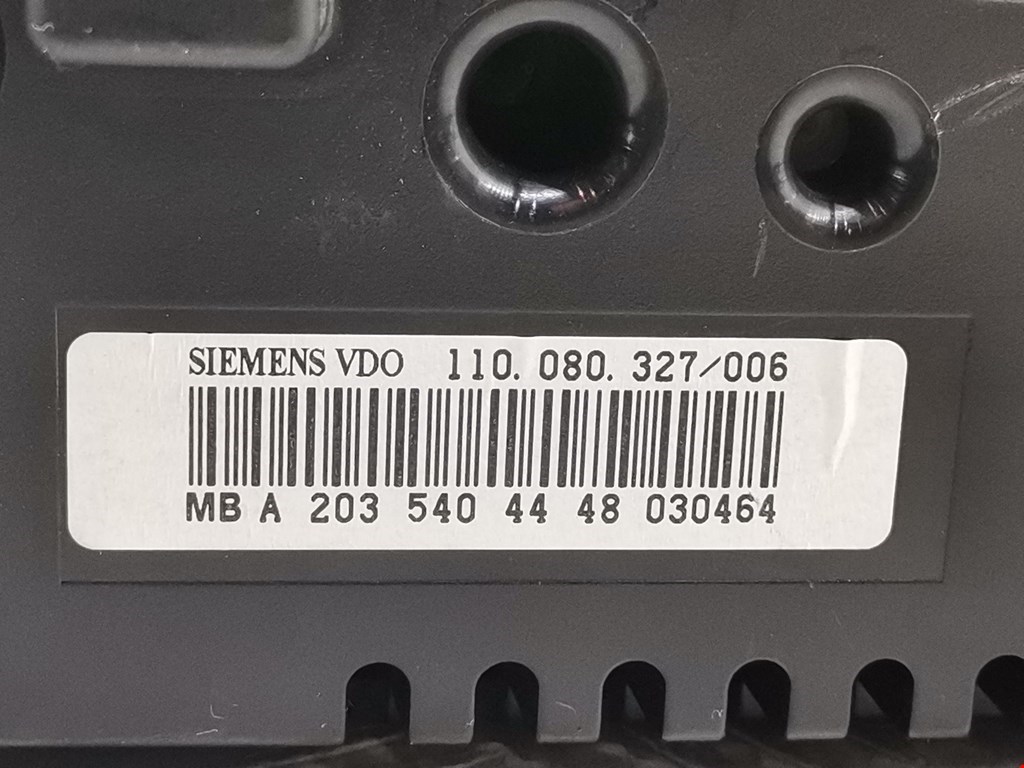 SIEMENS VDO 110.080.327/006
MB A 203 540 44 48 030464